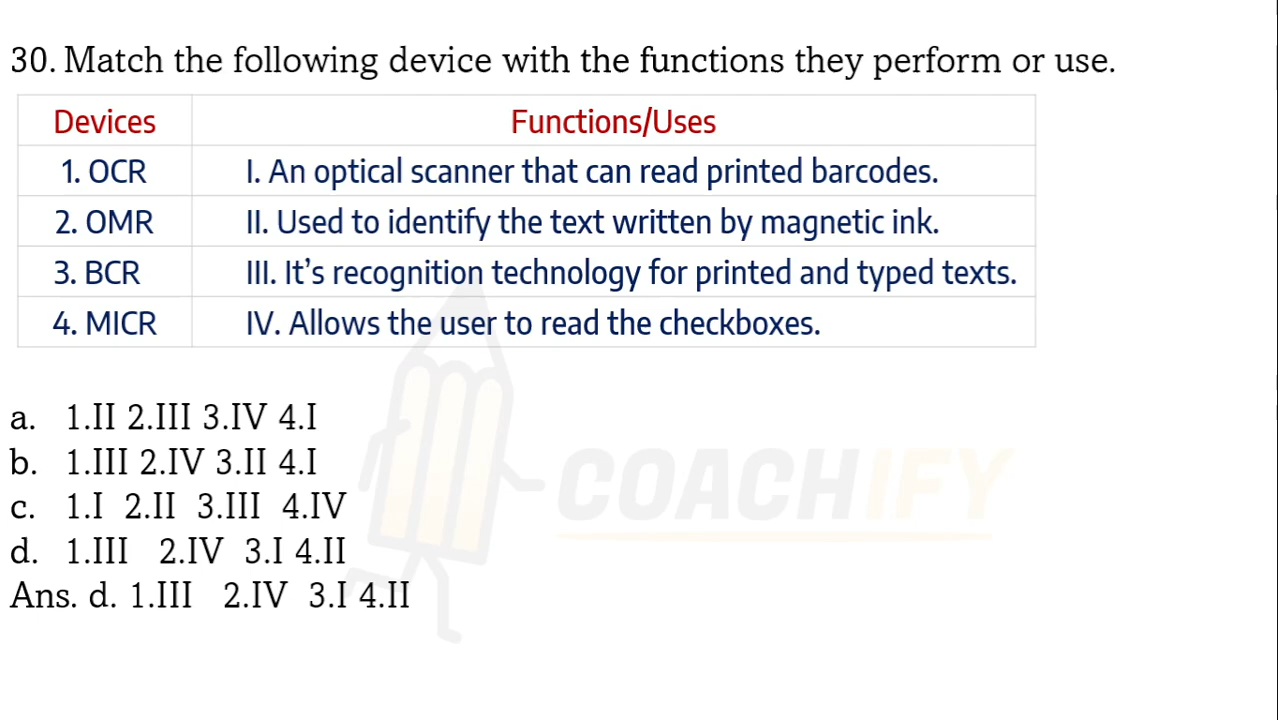 30. Match the following device with the functions they perform or use.
Devices Functions/Uses
1. OCR I. An optical scanner that can read printed barcodes.
2. OMR II. Used to identify the text written by magnetic ink.
3. BCR III. It's recognition technology for printed and typed texts.
4. MICR IV. Allows the user to read the checkboxes.
a. 1.II 2.III 3.IV 4.I
b. 1.III 2.IV 3.II 4.I
c. 1.I 2.II 3.III 4.IV
d. 1.III 2.IV 3.I 4.II
Ans. d. 1.III 2.IV 3.I 4.II
COACHIFY